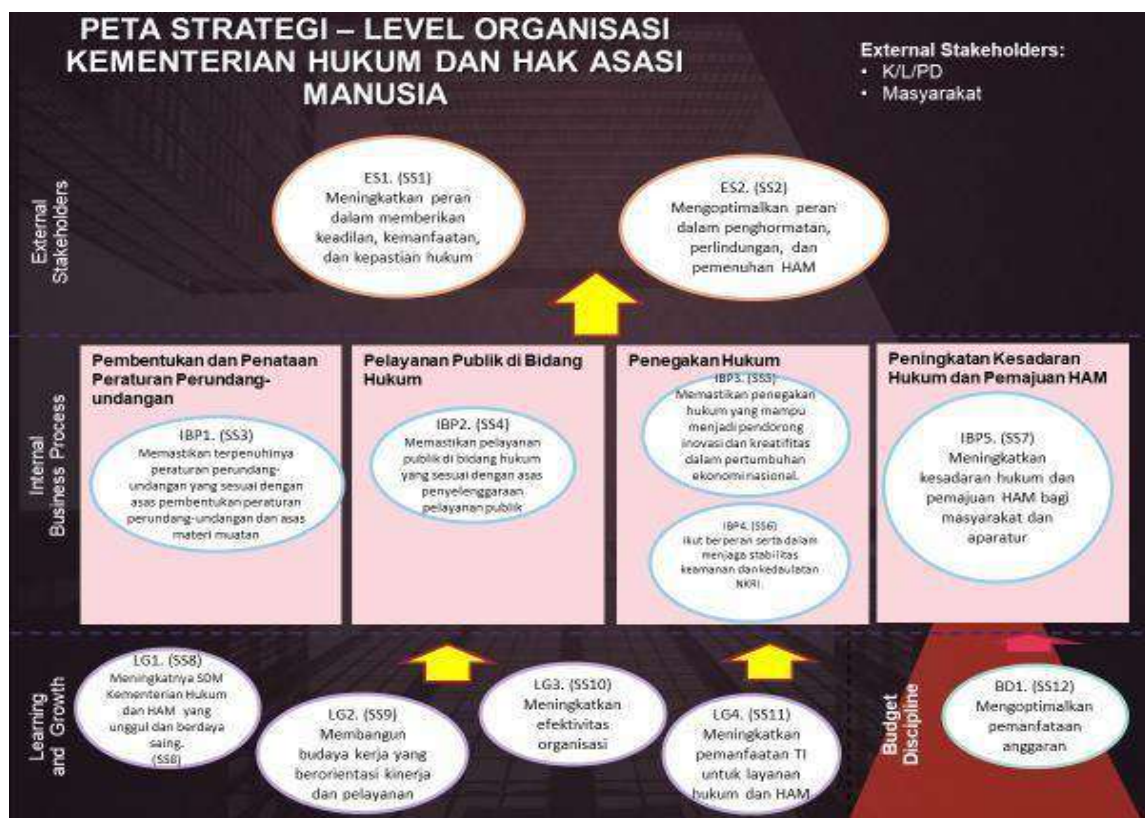 PETA STRATEGI – LEVEL ORGANISASI
KEMENTERIAN HUKUM DAN HAK ASASI
MANUSIA
External Stakeholders:
• K/L/PD
• Masyarakat
External
Stakeholders
ES1. (SS1)
Meningkatkan peran
dalam memberikan
keadilan, kemanfaatan,
dan kepastian hukum
ES2. (SS2)
Mengoptimalkan peran
dalam penghormatan,
perlindungan, dan
pemenuhan HAM
Internal
Business Process
Pembentukan dan Penataan
Peraturan Perundang-
undangan
IBP1. (SS3)
Memastikan terpenuhinya
peraturan perundang-
undangan yang sesuai dengan
asas pembentukan peraturan
perundang-undangan dan asas
materi muatan
Pelayanan Publik di Bidang
Hukum
IBP2. (SS4)
Memastikan pelayanan
publik di bidang hukum
yang sesuai dengan asas
penyelenggaraan
pelayanan publik
Penegakan Hukum
IBP3. (SS5)
Memastikan penegakan
hukum yang mampu
menjadi pendorong
inovasi dan kreatifitas
dalam pertumbuhan
ekonomi nasional.
IBP4. (SS6)
Ikut berperan serta dalam
menjaga stabilitas
keamanan dan kedaulatan
NKRI.
Peningkatan Kesadaran
Hukum dan Pemajuan HAM
IBP5. (SS7)
Meningkatkan
kesadaran hukum dan
pemajuan HAM bagi
masyarakat dan
aparatur
Learning
and Growth
LG1. (SS8)
Meningkatnya SDM
Kementerian Hukum
dan HAM yang
unggul dan berdaya
saing.
(SS8)
LG2. (SS9)
Membangun
budaya kerja yang
berorientasi kinerja
dan pelayanan
LG3. (SS10)
Meningkatkan
efektivitas
organisasi
LG4. (SS11)
Meningkatkan
pemanfaatan TI
untuk layanan
hukum dan HAM
Budget
Discipline
BD1. (SS12)
Mengoptimalkan
pemanfataan
anggaran